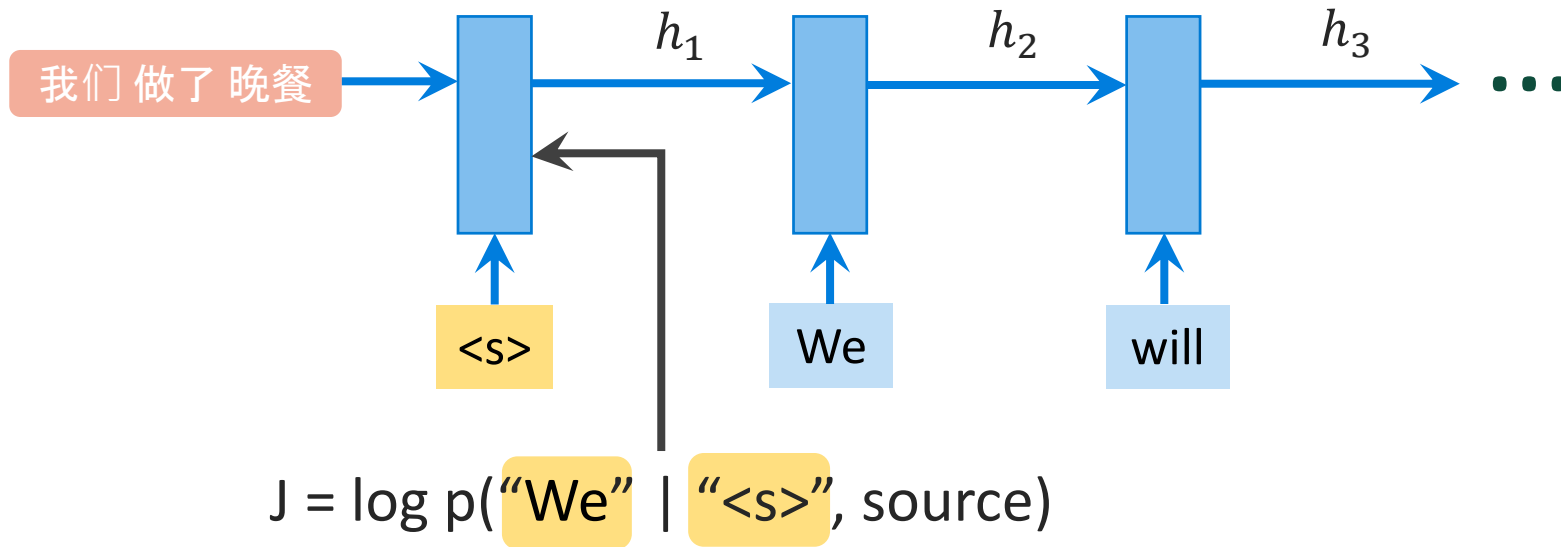 我们 做了 晚餐
h₁
h₂
h₃
...
<s>
We
will
J = log p(“We” | “<s>”, source)